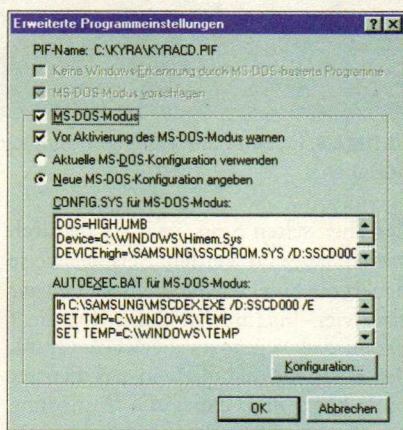 Erweiterte Programmeinstellungen
PIF-Name: C:\KYRA\KYRACD.PIF
Keine Windows-Erkennung durch MS-DOS-basierte Programme
MS-DOS-Modus vorschlagen
MS-DOS-Modus
Vor Aktivierung des MS-DOS-Modus warnen
Aktuelle MS-DOS-Konfiguration verwenden
Neue MS-DOS-Konfiguration angeben
CONFIG.SYS für MS-DOS-Modus:
DOS=HIGH,UMB
Device=C:\WINDOWS\Himem.Sys
DEVICEhigh=\SAMSUNG\SSCDROM.SYS /D:SSCD000
AUTOEXEC.BAT für MS-DOS-Modus:
lh C:\SAMSUNG\MSCDEX.EXE /D:SSCD000 /E
SET TMP=C:\WINDOWS\TEMP
SET TEMP=C:\WINDOWS\TEMP
Konfiguration...
OK Abbrechen